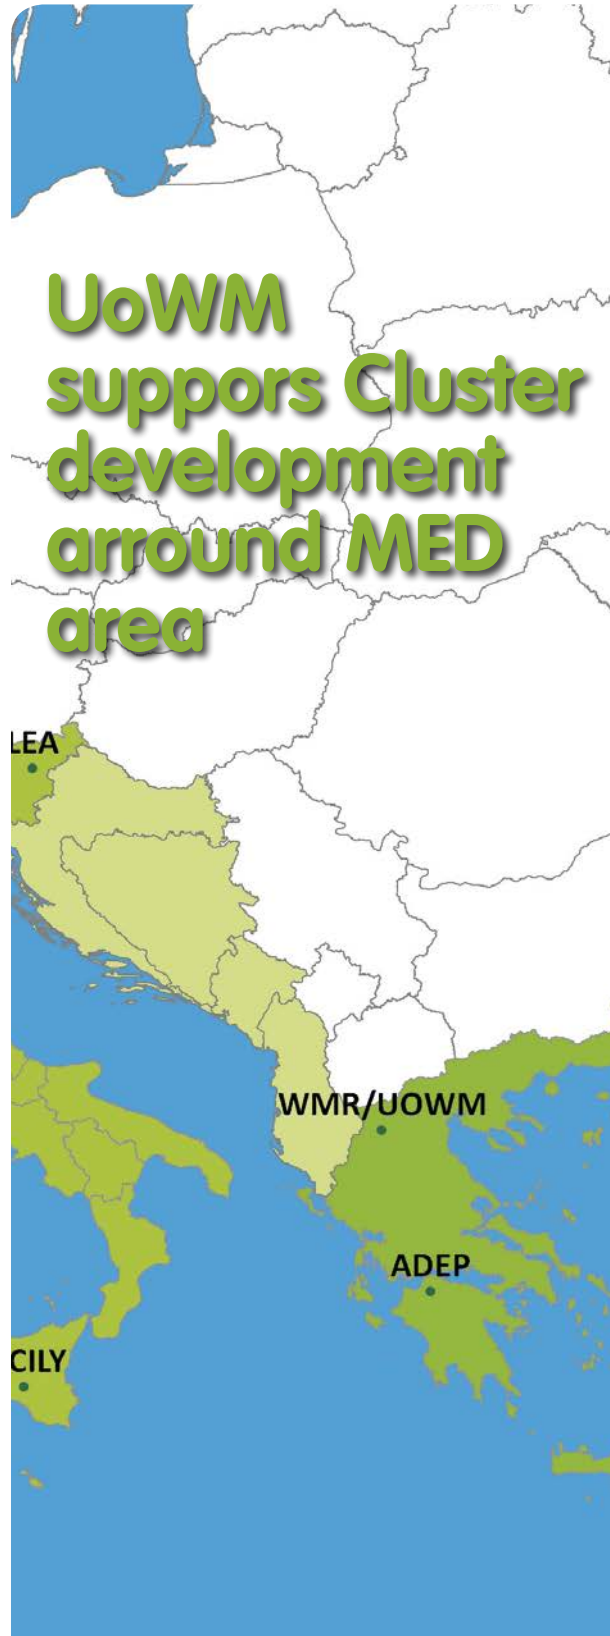 UoWM
suppors Cluster
development
arround MED
area
LEA
WMR/UOWM
ADEP
CILY